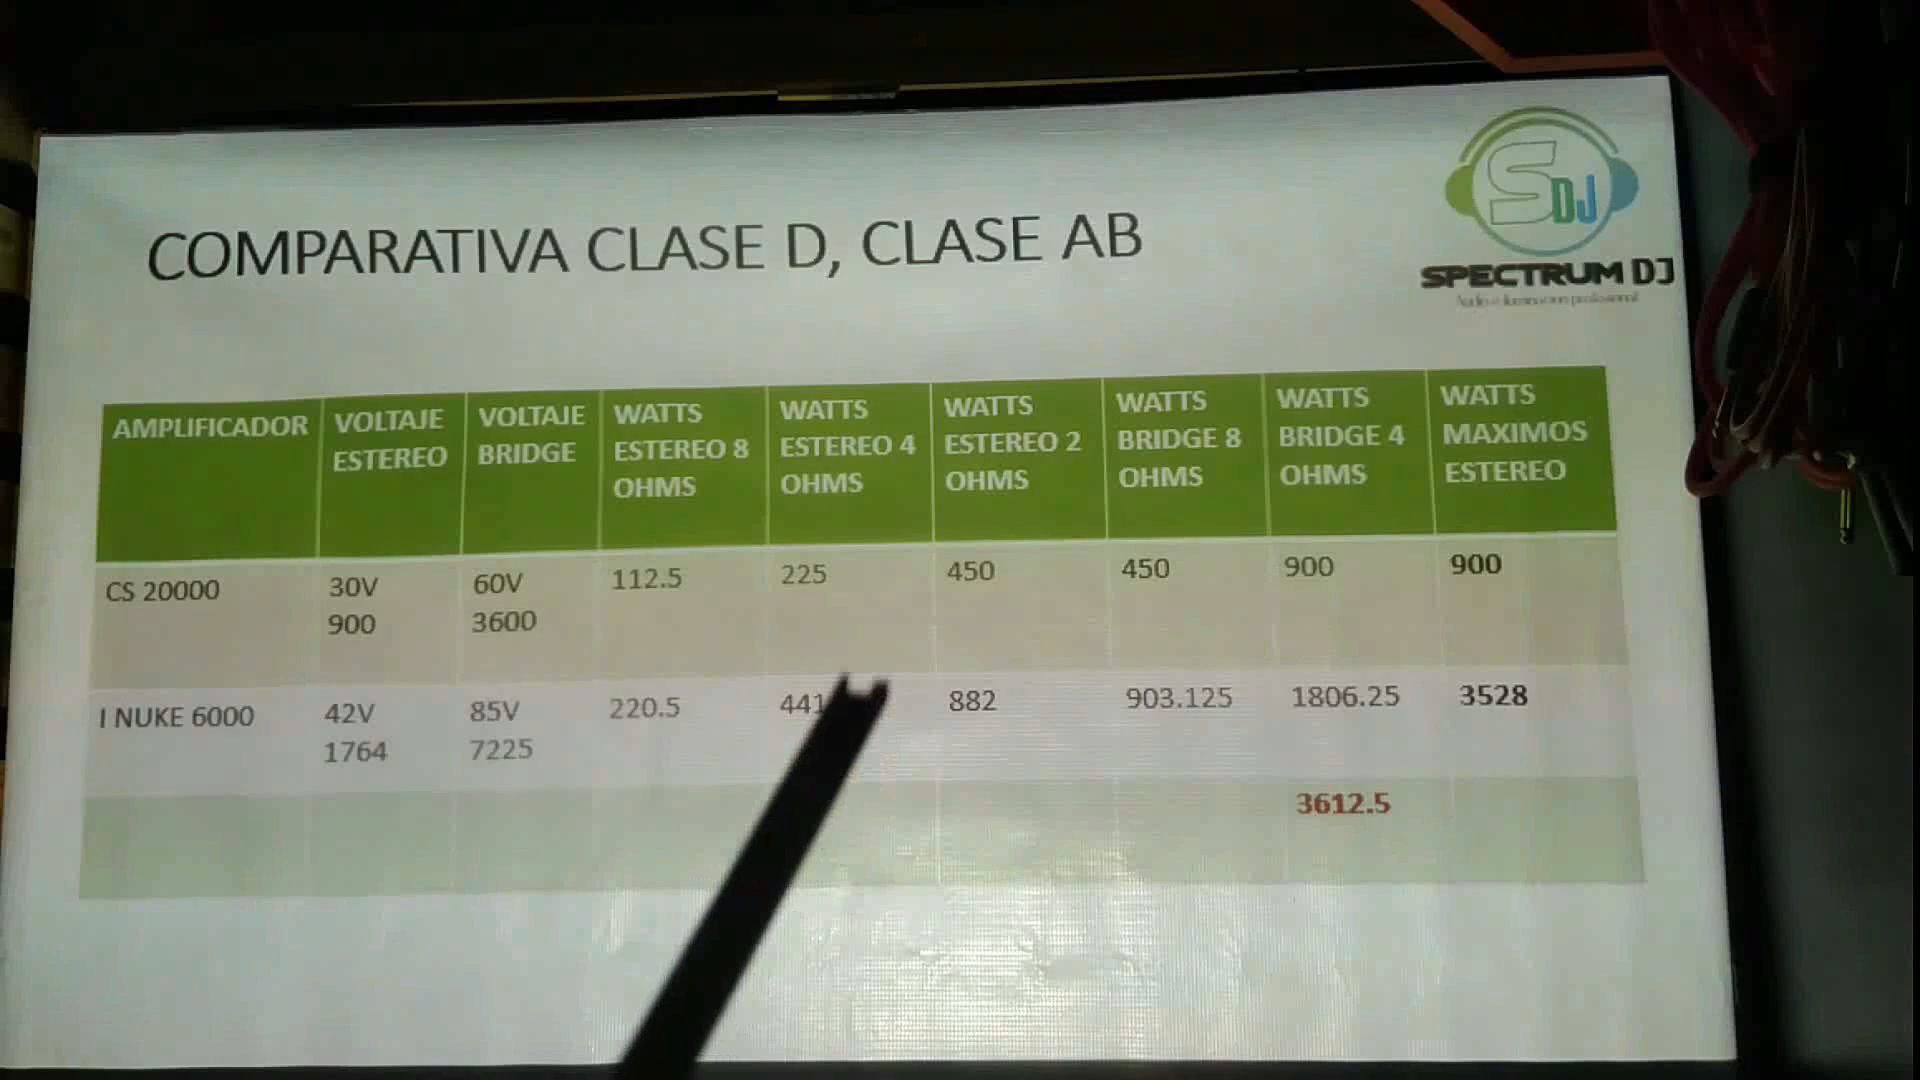 SDJ
SPECTRUM DJ
COMPARATIVA CLASE D, CLASE AB
AMPLIFICADOR
VOLTAJE
ESTEREO
VOLTAJE
BRIDGE
WATTS
ESTEREO 8
OHMS
WATTS
ESTEREO 4
OHMS
WATTS
ESTEREO 2
OHMS
WATTS
BRIDGE 8
OHMS
WATTS
BRIDGE 4
OHMS
WATTS
MAXIMOS
ESTEREO
CS 20000
30V
900
60V
3600
112.5
225
450
450
900
900
I NUKE 6000
42V
1764
85V
7225
220.5
441
882
903.125
1806.25
3528
3612.5